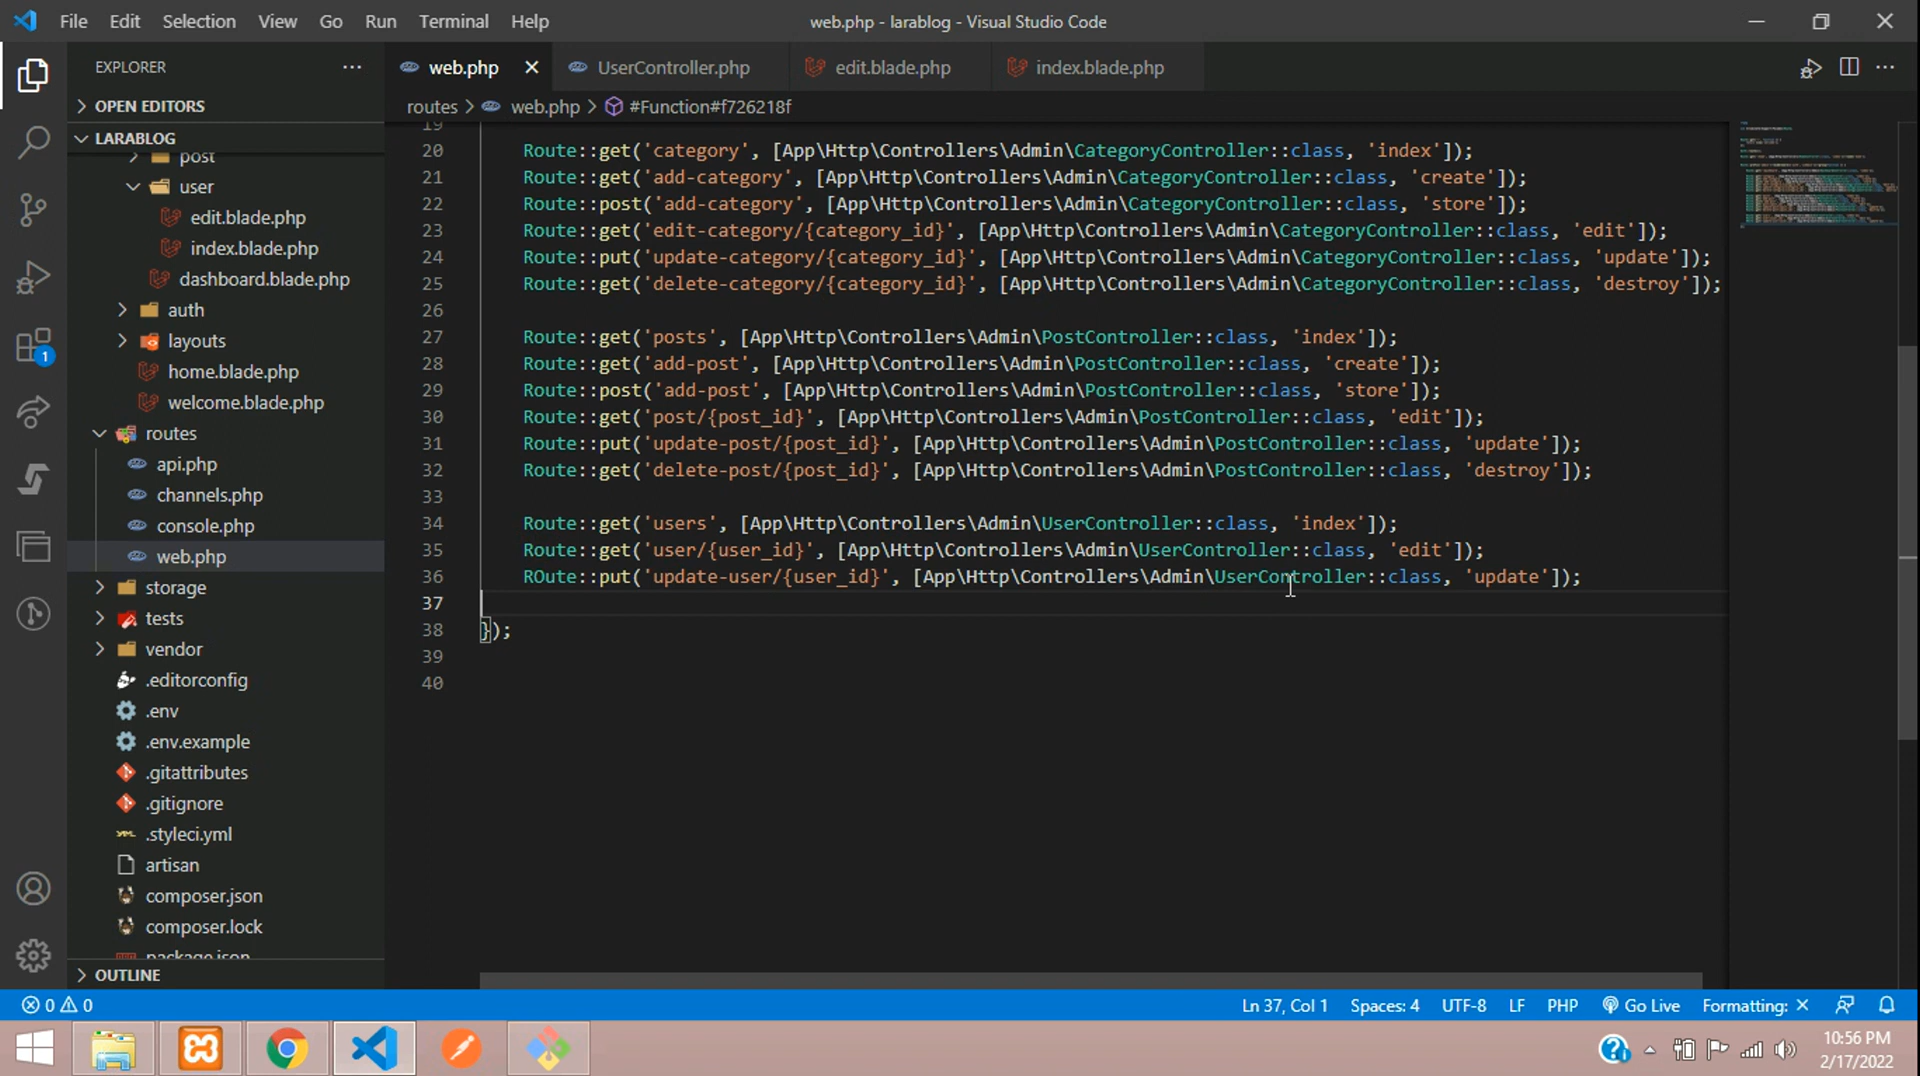 File Edit Selection View Go Run Terminal Help
web.php - larablog - Visual Studio Code
EXPLORER
web.php
UserController.php
edit.blade.php
index.blade.php
OPEN EDITORS
routes > web.php > #Function#f726218f
LARABLOG
post
user
edit.blade.php
index.blade.php
dashboard.blade.php
auth
layouts
home.blade.php
welcome.blade.php
routes
api.php
channels.php
console.php
web.php
storage
tests
vendor
.editorconfig
.env
.env.example
.gitattributes
.gitignore
.styleci.yml
artisan
composer.json
composer.lock
package.json
OUTLINE
19
20 Route::get('category', [App\Http\Controllers\Admin\CategoryController::class, 'index']);
21 Route::get('add-category', [App\Http\Controllers\Admin\CategoryController::class, 'create']);
22 Route::post('add-category', [App\Http\Controllers\Admin\CategoryController::class, 'store']);
23 Route::get('edit-category/{category_id}', [App\Http\Controllers\Admin\CategoryController::class, 'edit']);
24 Route::put('update-category/{category_id}', [App\Http\Controllers\Admin\CategoryController::class, 'update']);
25 Route::get('delete-category/{category_id}', [App\Http\Controllers\Admin\CategoryController::class, 'destroy']);
26
27 Route::get('posts', [App\Http\Controllers\Admin\PostController::class, 'index']);
28 Route::get('add-post', [App\Http\Controllers\Admin\PostController::class, 'create']);
29 Route::post('add-post', [App\Http\Controllers\Admin\PostController::class, 'store']);
30 Route::get('post/{post_id}', [App\Http\Controllers\Admin\PostController::class, 'edit']);
31 Route::put('update-post/{post_id}', [App\Http\Controllers\Admin\PostController::class, 'update']);
32 Route::get('delete-post/{post_id}', [App\Http\Controllers\Admin\PostController::class, 'destroy']);
33
34 Route::get('users', [App\Http\Controllers\Admin\UserController::class, 'index']);
35 Route::get('user/{user_id}', [App\Http\Controllers\Admin\UserController::class, 'edit']);
36 ROute::put('update-user/{user_id}', [App\Http\Controllers\Admin\UserController::class, 'update']);
37
38 });
39
40
1
0 0
Ln 37, Col 1 Spaces: 4 UTF-8 LF PHP Go Live Formatting: ×
10:56 PM
2/17/2022